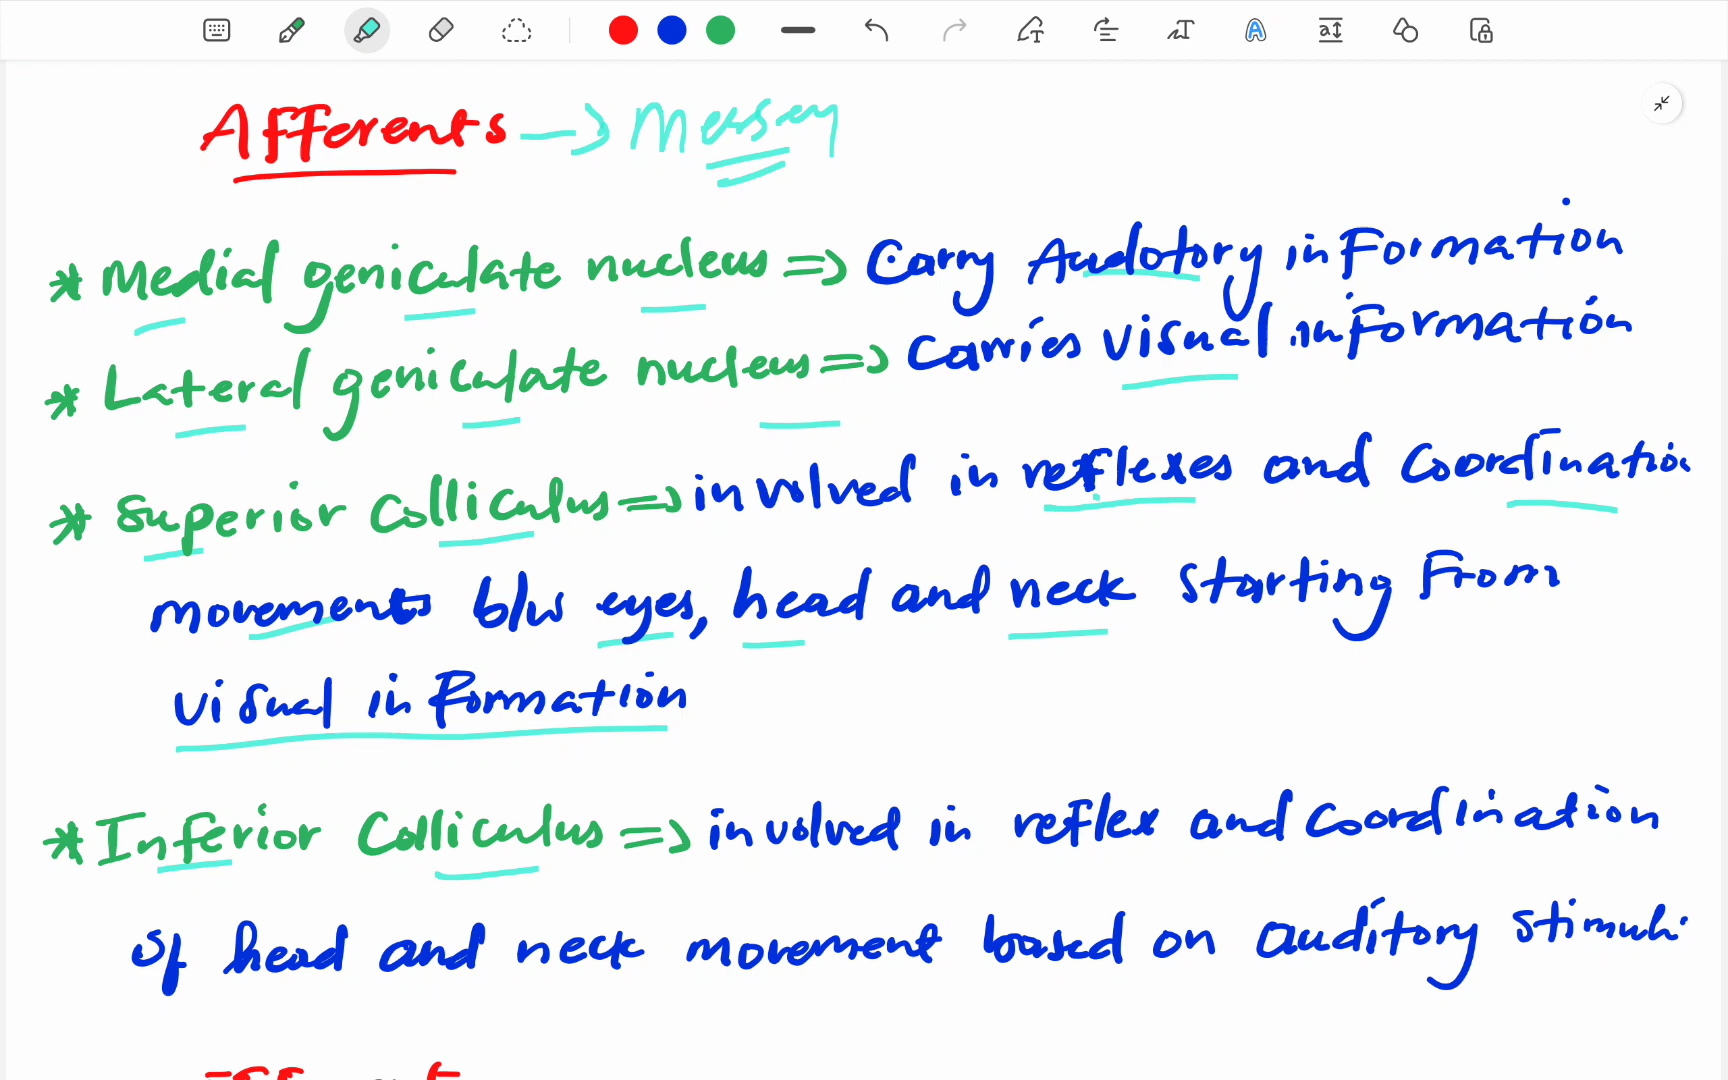 Afferents →
* Medial geniculate nucleus => Carry Audotory information
* Lateral geniculate nucleus => Carries visual information
* Superior Colliculus => involved in reflexes and Coordination
movements b/w eyes, head and neck starting from
visual information
* Inferior Colliculus => involved in reflex and Coordination
of head and neck movement based on auditory stimuli